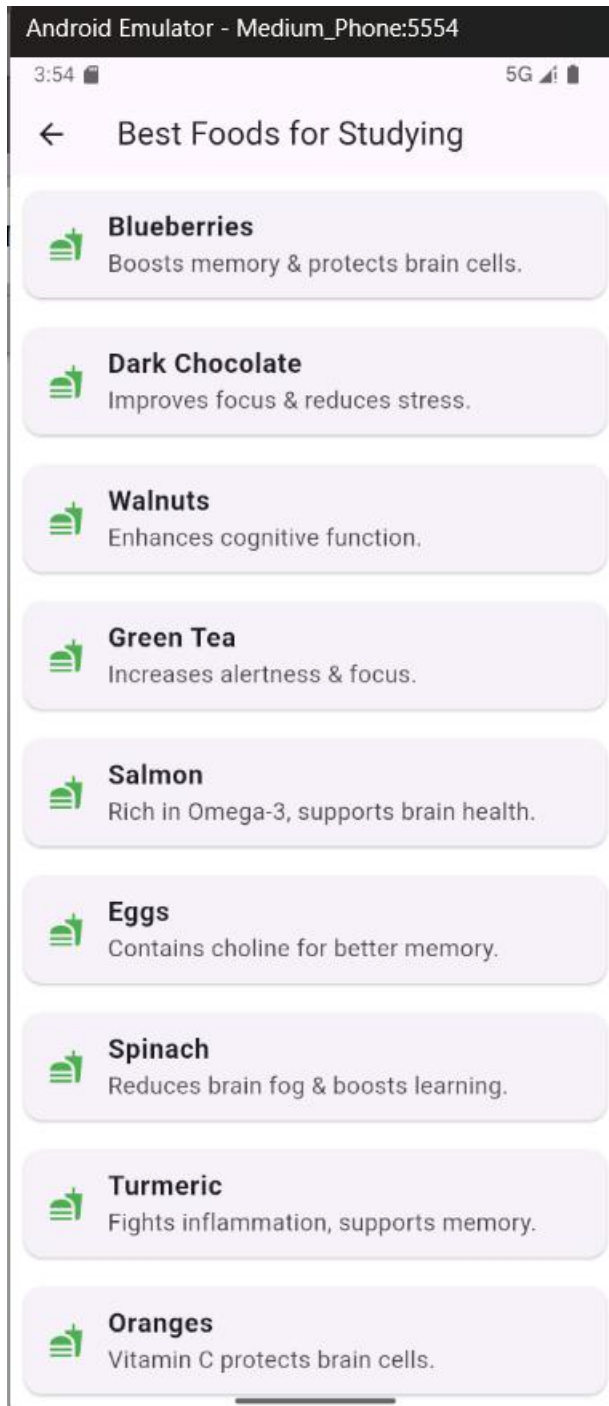 Android Emulator - Medium_Phone:5554
3:54 5G
Best Foods for Studying
Blueberries
Boosts memory & protects brain cells.
Dark Chocolate
Improves focus & reduces stress.
Walnuts
Enhances cognitive function.
Green Tea
Increases alertness & focus.
Salmon
Rich in Omega-3, supports brain health.
Eggs
Contains choline for better memory.
Spinach
Reduces brain fog & boosts learning.
Turmeric
Fights inflammation, supports memory.
Oranges
Vitamin C protects brain cells.